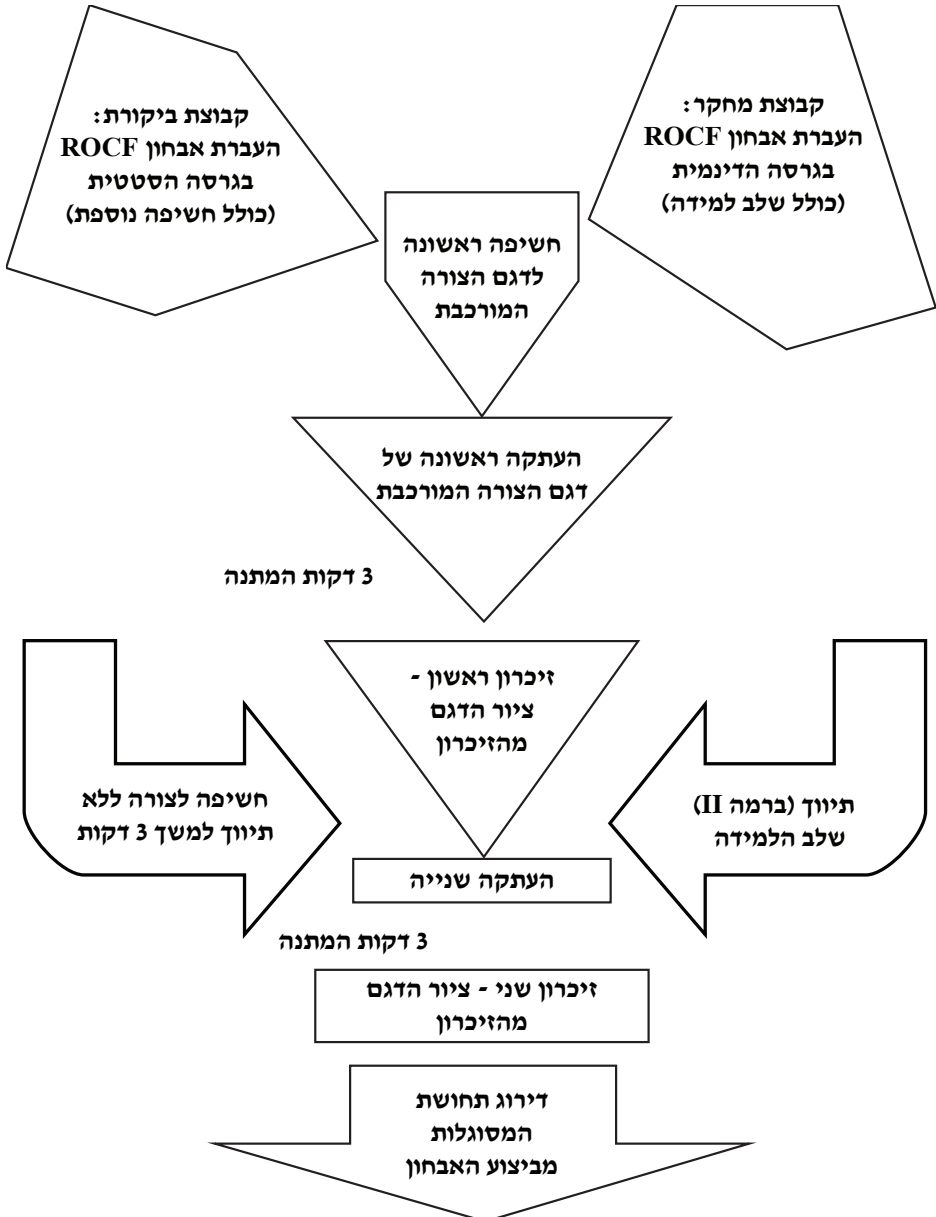 קבוצת מחקר:
העברת אבחון ROCF
בגרסה הדינמית
(כולל שלב למידה)
קבוצת ביקורת:
העברת אבחון ROCF
בגרסה הסטטית
(כולל חשיפה נוספת)
חשיפה ראשונה
לדגם הצורה
המורכבת
העתקה ראשונה של
דגם הצורה המורכבת
3 דקות המתנה
זיכרון ראשון -
ציור הדגם
מהזיכרון
תיווך (ברמה II)
שלב הלמידה
חשיפה לצורה ללא
תיווך למשך 3 דקות
העתקה שנייה
3 דקות המתנה
זיכרון שני - ציור הדגם
מהזיכרון
דירוג תחושת
המסוגלות
מביצוע האבחון